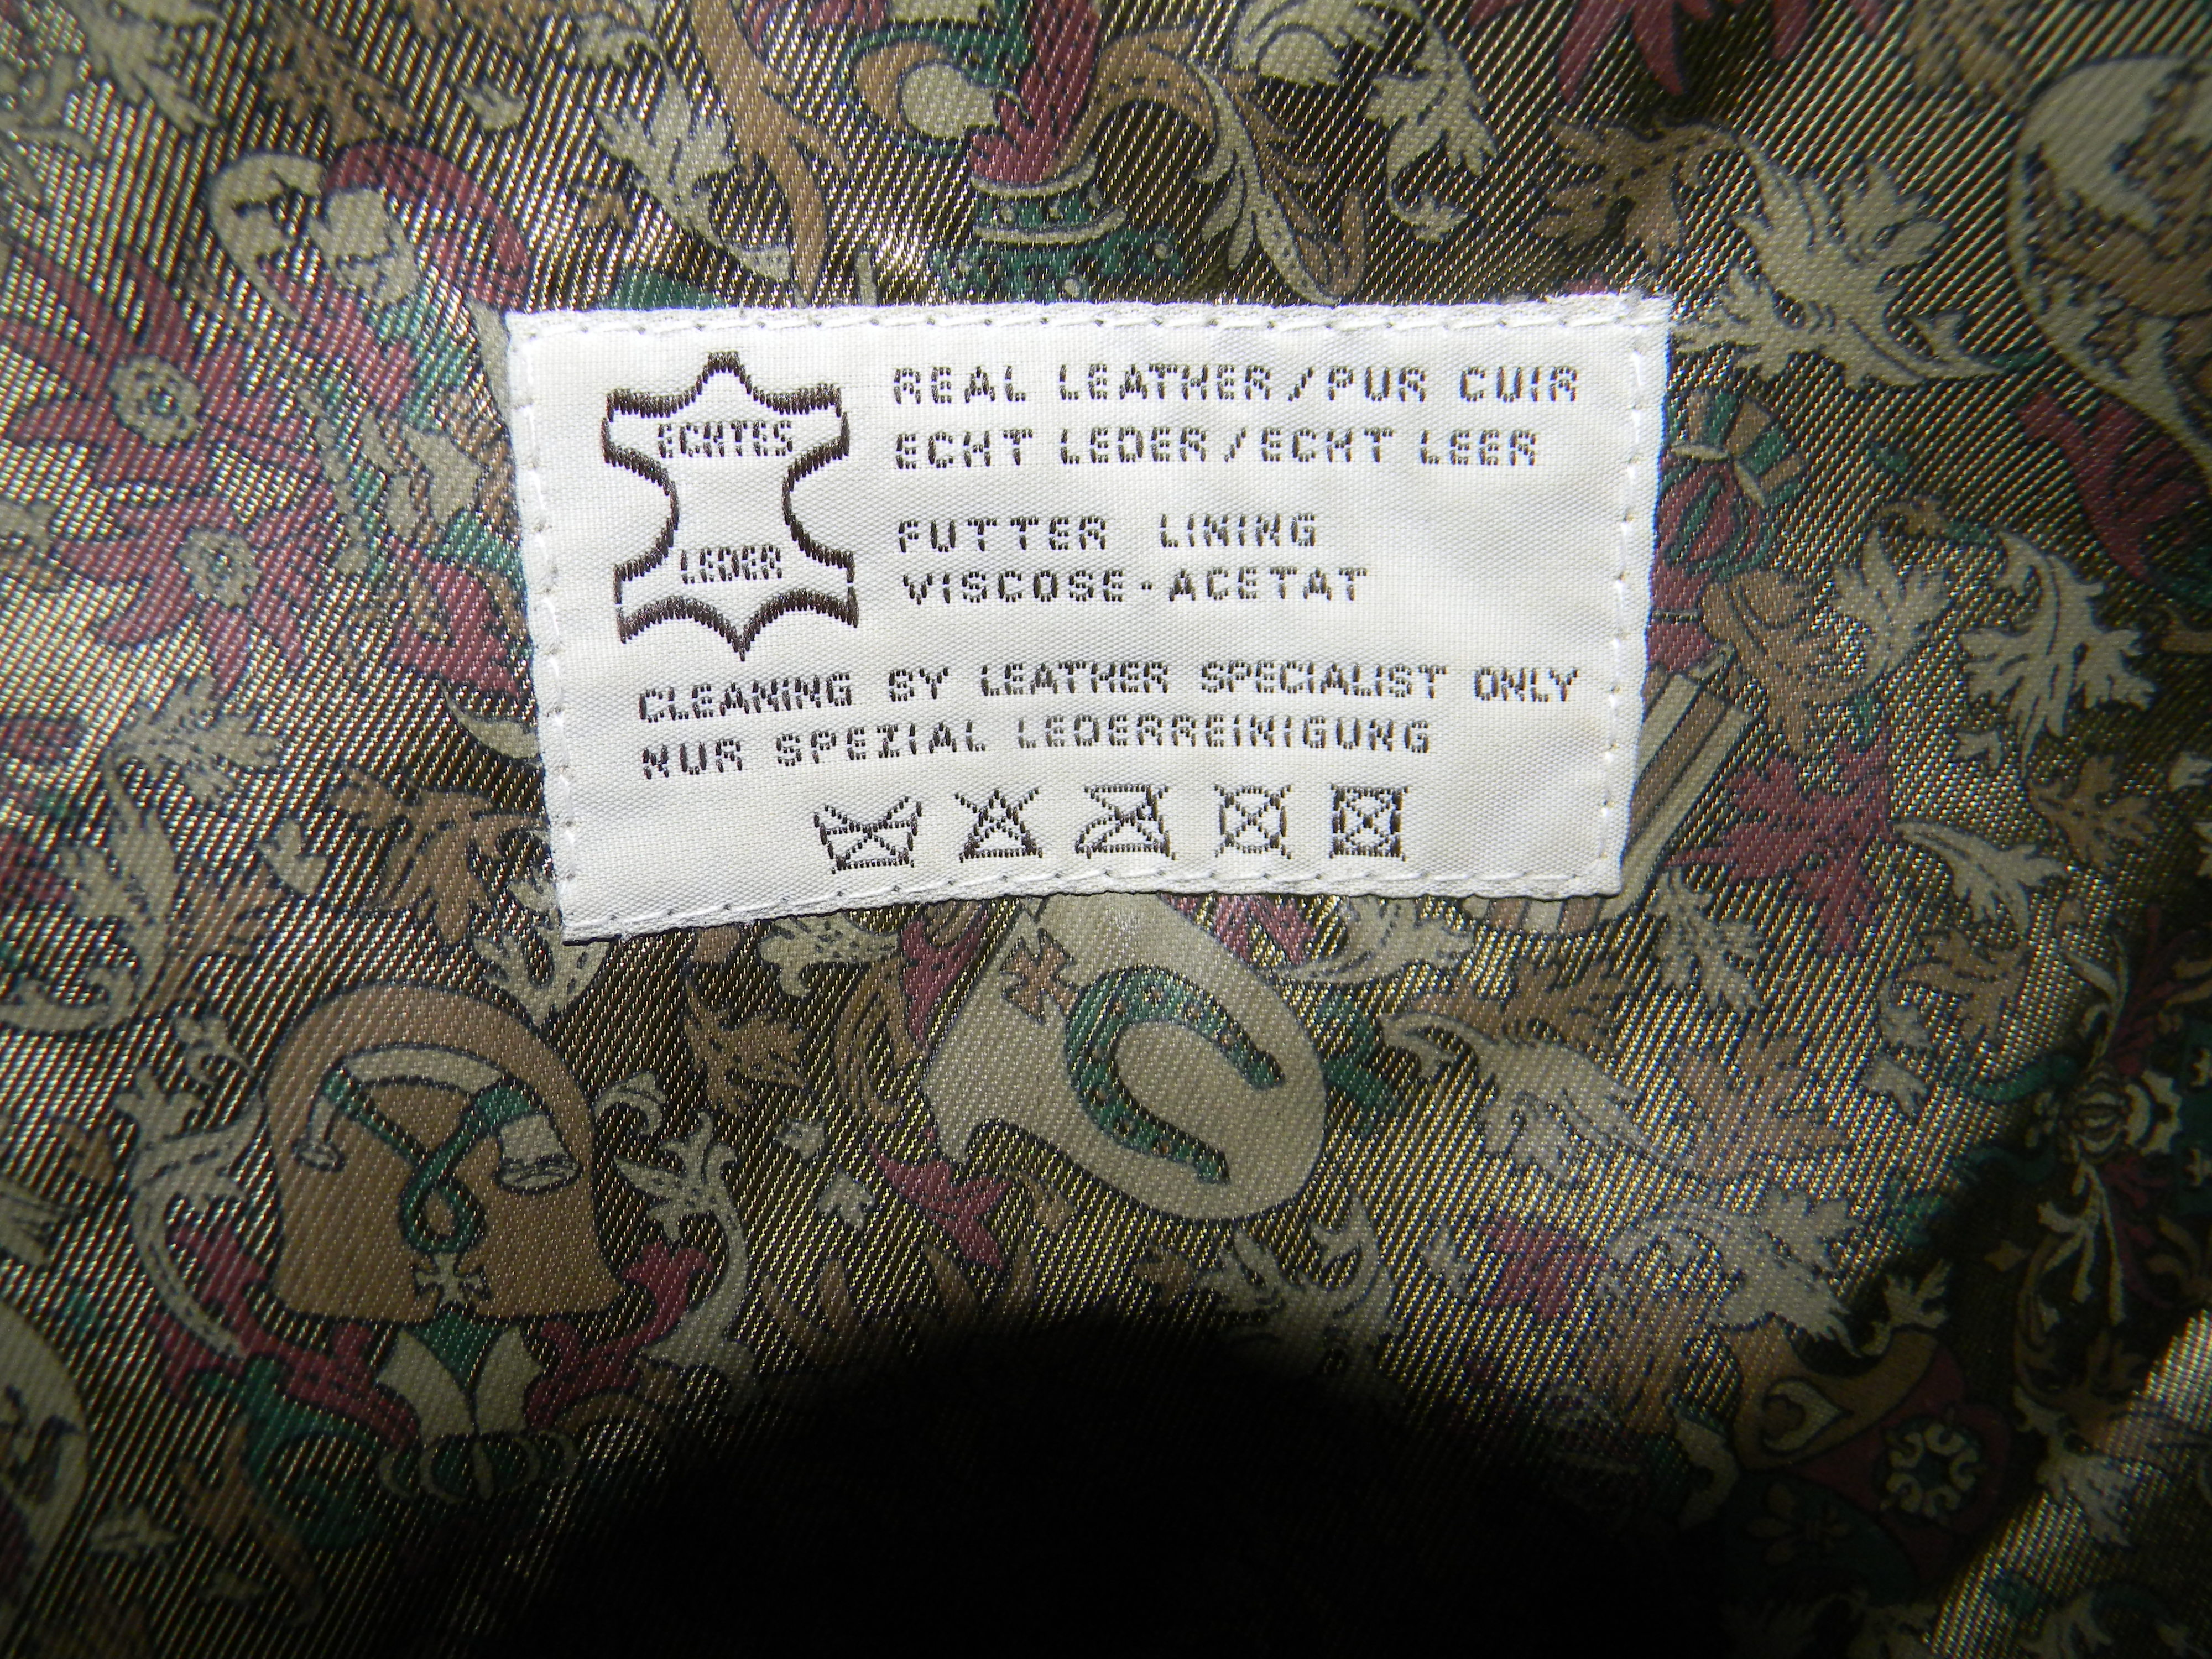 ECHTES
LEDER
REAL LEATHER/PUR CUIR
ECHT LEDER/ECHT LEER
FUTTER LINING
VISCOSE-ACETAT
CLEANING BY LEATHER SPECIALIST ONLY
NUR SPEZIAL LEDERREINIGUNG